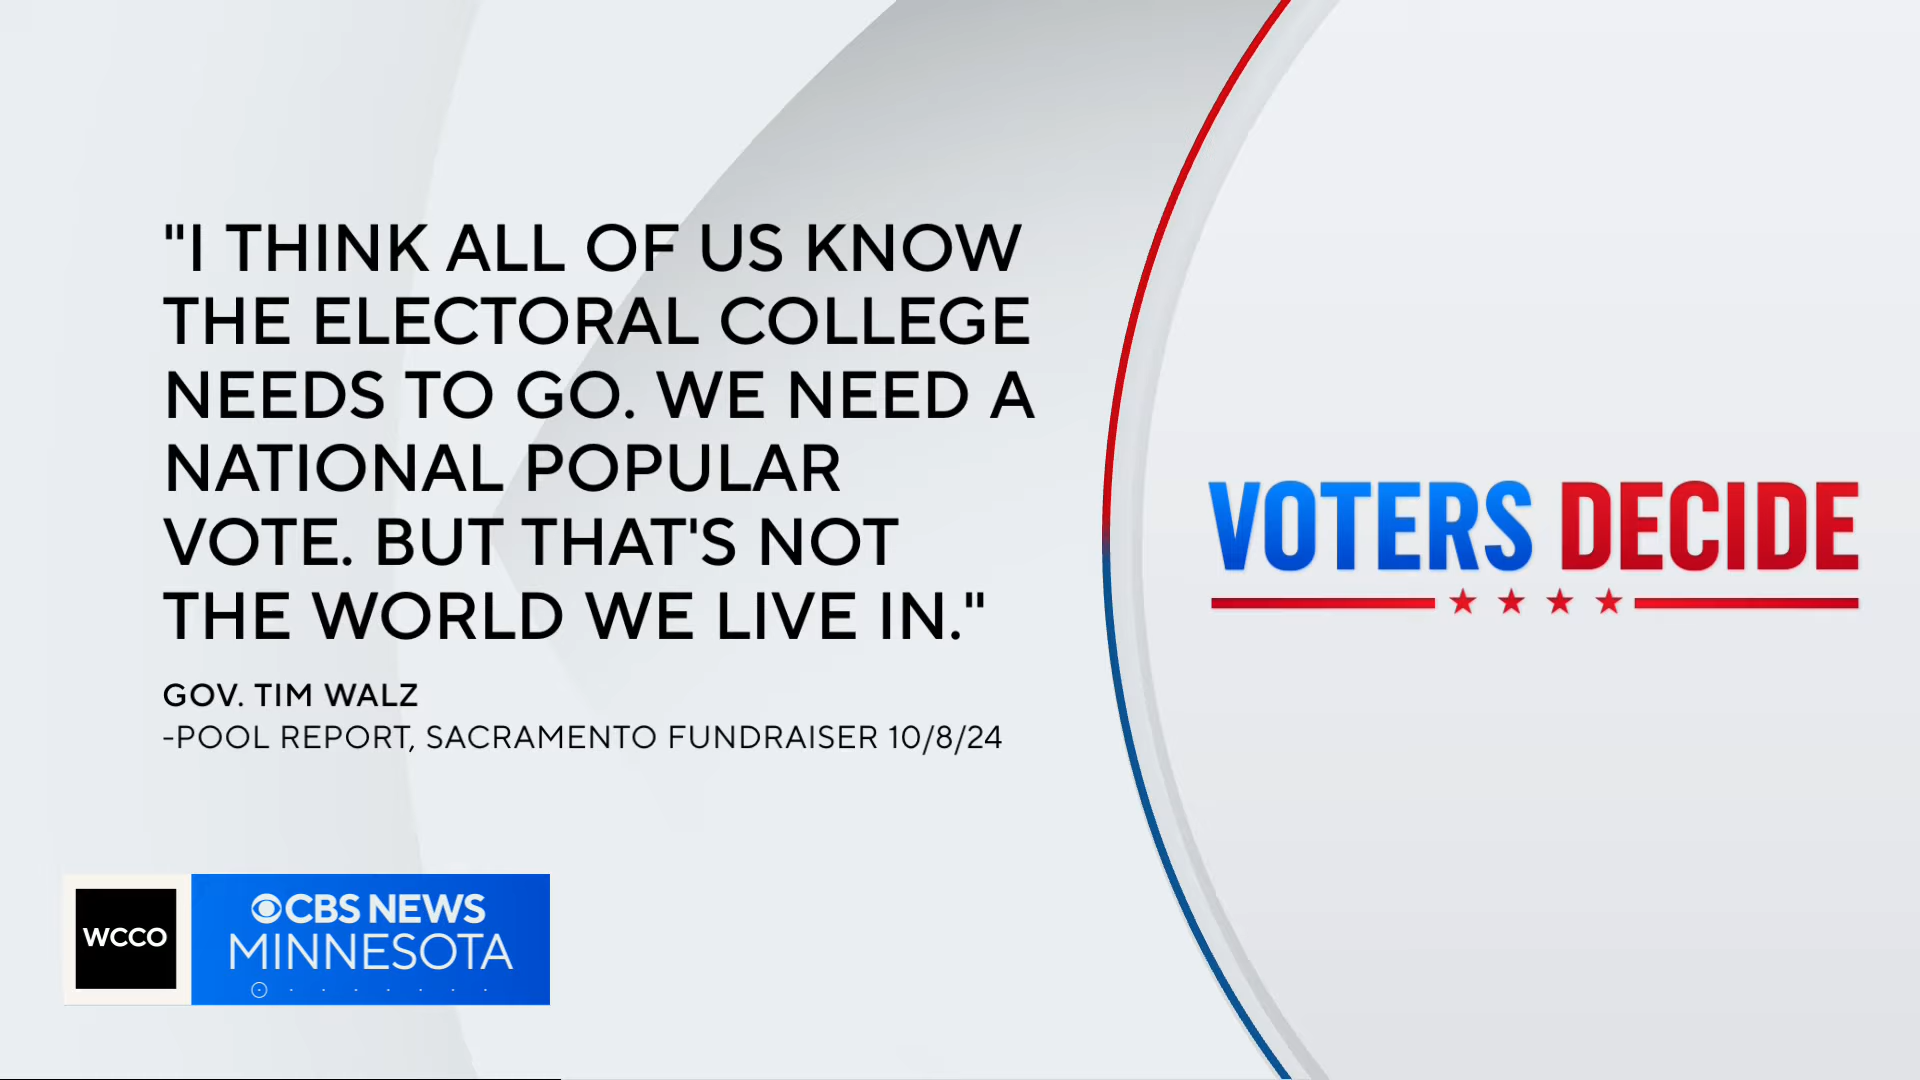 "I THINK ALL OF US KNOW
THE ELECTORAL COLLEGE
NEEDS TO GO. WE NEED A
NATIONAL POPULAR
VOTE. BUT THAT'S NOT
THE WORLD WE LIVE IN."
GOV. TIM WALZ
-POOL REPORT, SACRAMENTO FUNDRAISER 10/8/24
VOTERS DECIDE
WCCO
CBS NEWS
MINNESOTA